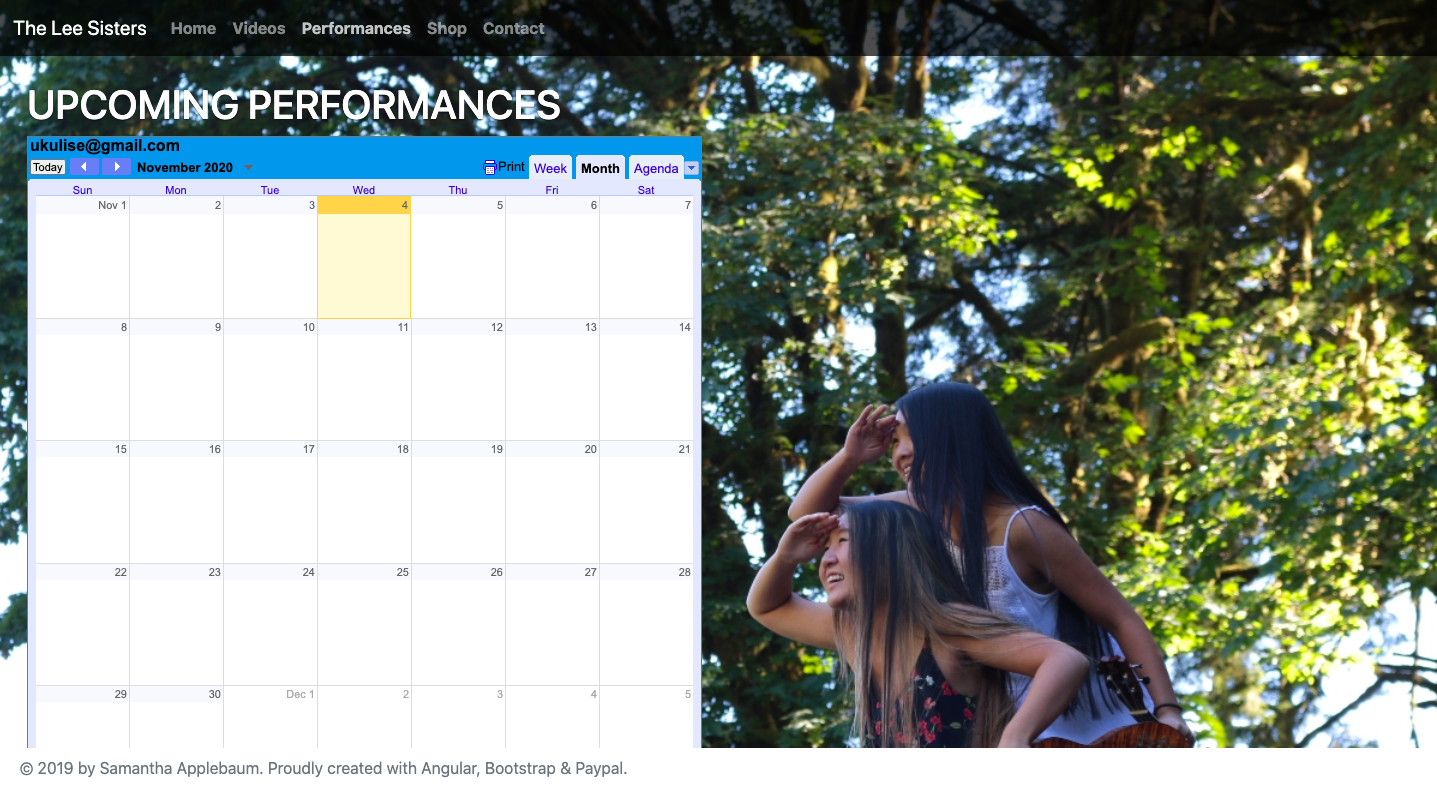 The Lee Sisters Home Videos Performances Shop Contact
UPCOMING PERFORMANCES
ukulise@gmail.com
Today November 2020 Print Week Month Agenda
Sun Mon Tue Wed Thu Fri Sat
Nov 1 2 3 4 5 6 7
8 9 10 11 12 13 14
15 16 17 18 19 20 21
22 23 24 25 26 27 28
29 30 Dec 1 2 3 4 5
© 2019 by Samantha Applebaum. Proudly created with Angular, Bootstrap & Paypal.